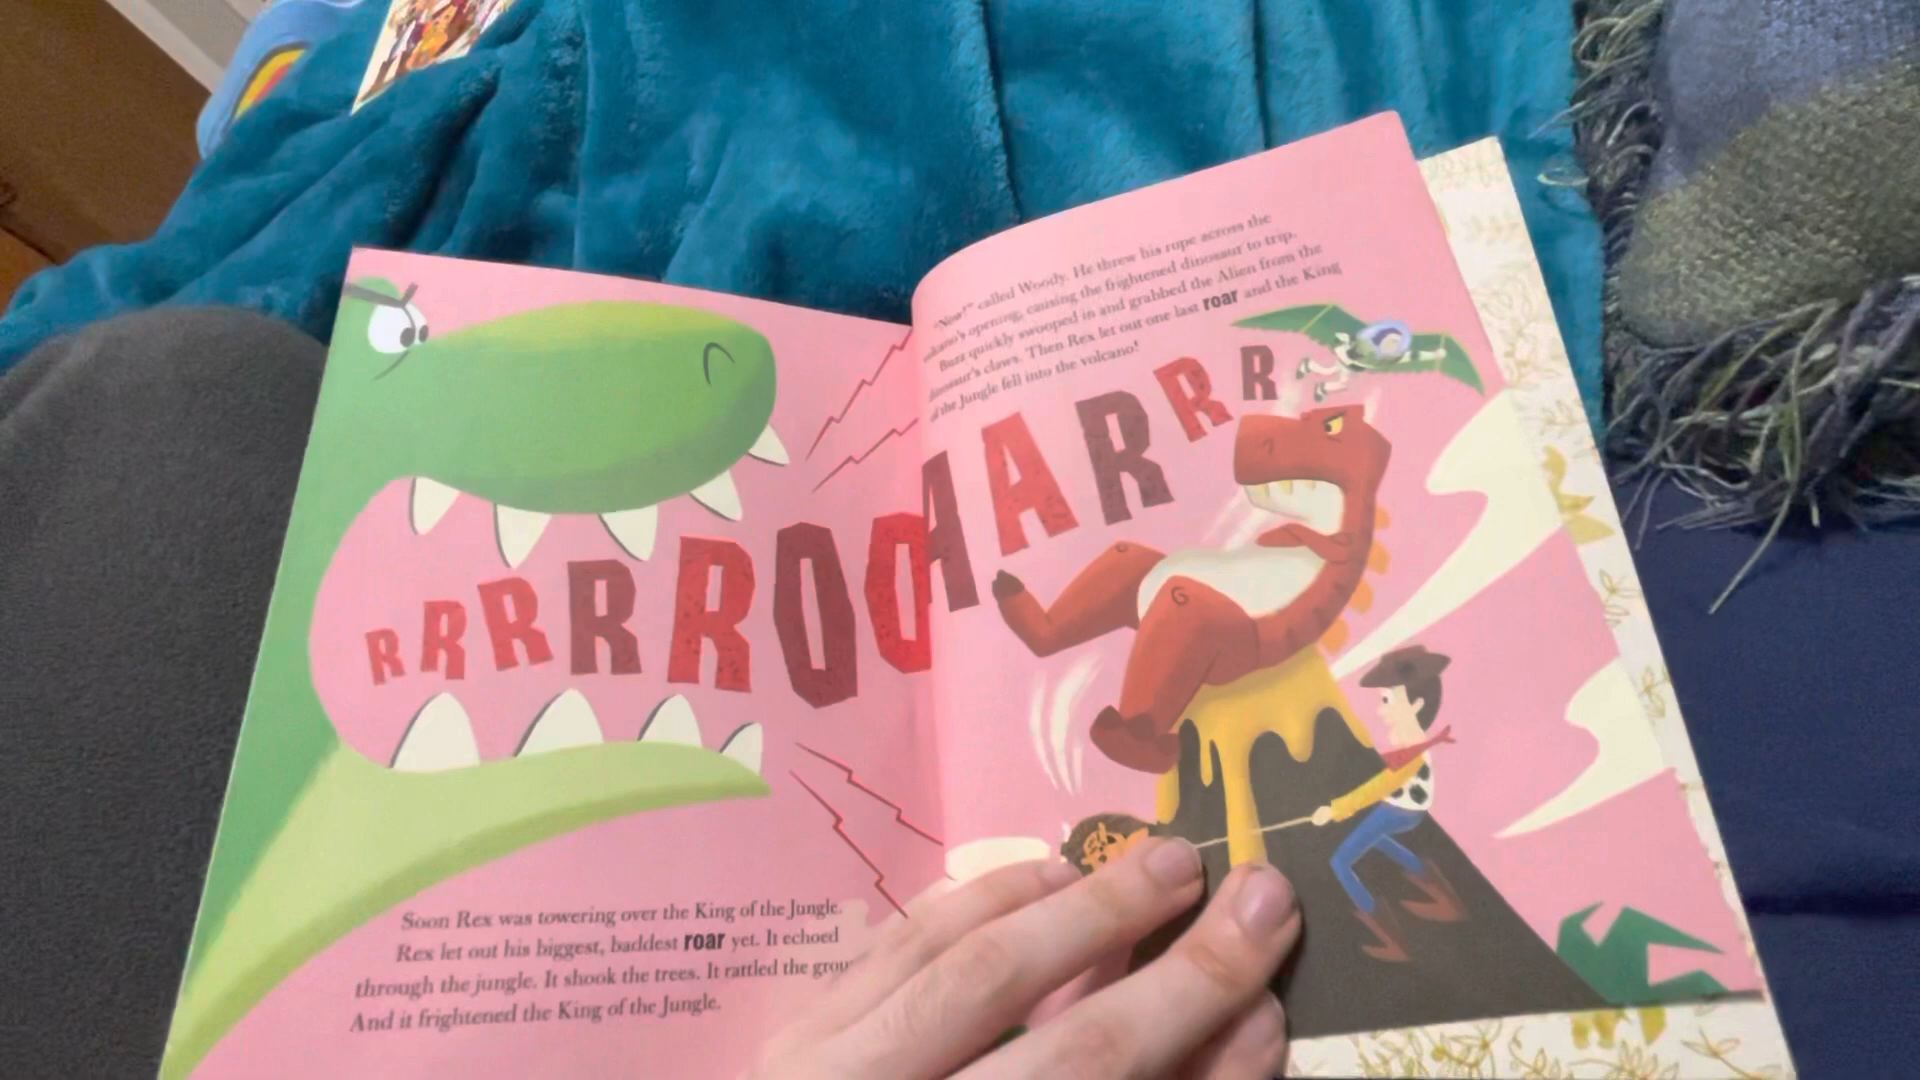 Soon Rex was towering over the King of the Jungle.
Rex let out his biggest, baddest roar yet. It echoed
through the jungle. It shook the trees. It rattled the
And it frightened the King of the Jungle.
RRRRROOAARRR
"Now!" called Woody. He threw his rope across the
opening, causing the frightened dinosaur to trip.
Buzz quickly swooped in and grabbed the Alien from the
dinosaur's claws. Then Rex let out one last roar and the King
of the Jungle fell into the volcano!